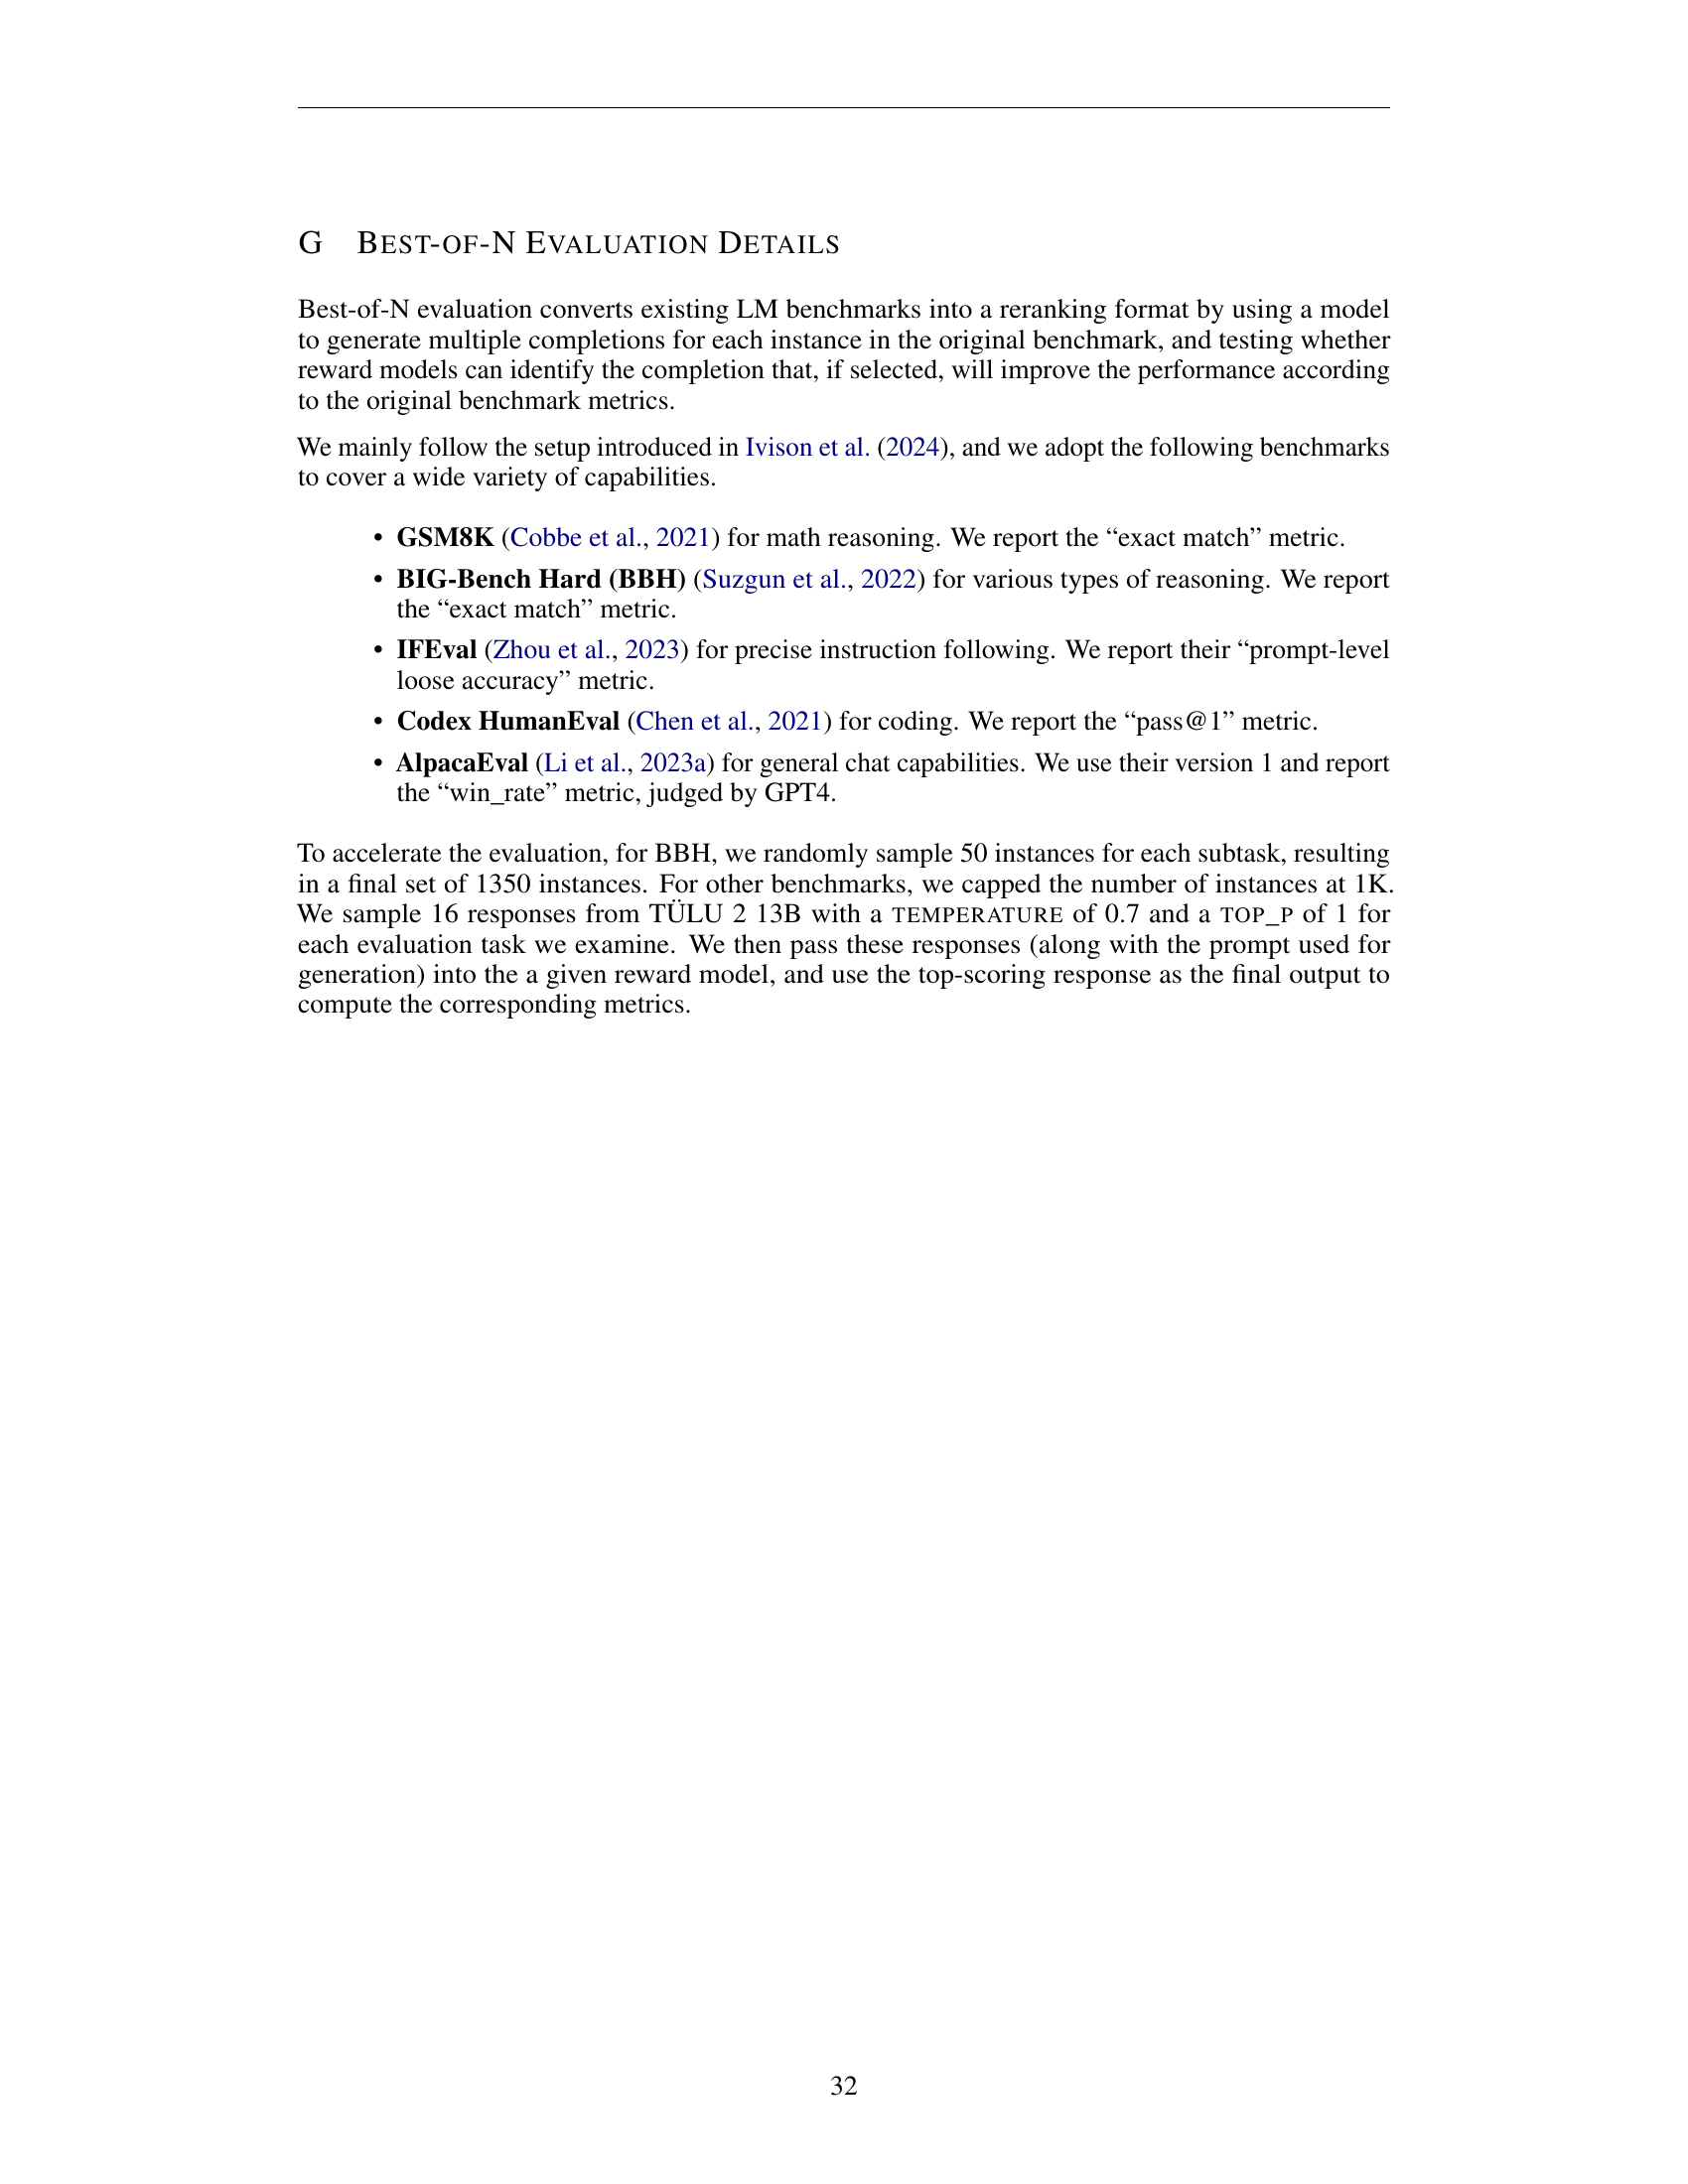 G BEST-OF-N EVALUATION DETAILS
Best-of-N evaluation converts existing LM benchmarks into a reranking format by using a model
to generate multiple completions for each instance in the original benchmark, and testing whether
reward models can identify the completion that, if selected, will improve the performance according
to the original benchmark metrics.
We mainly follow the setup introduced in Ivison et al. (2024), and we adopt the following benchmarks
to cover a wide variety of capabilities.
• GSM8K (Cobbe et al., 2021) for math reasoning. We report the “exact match” metric.
• BIG-Bench Hard (BBH) (Suzgun et al., 2022) for various types of reasoning. We report
the “exact match” metric.
• IFEval (Zhou et al., 2023) for precise instruction following. We report their “prompt-level
loose accuracy” metric.
• Codex HumanEval (Chen et al., 2021) for coding. We report the “pass@1” metric.
• AlpacaEval (Li et al., 2023a) for general chat capabilities. We use their version 1 and report
the “win_rate” metric, judged by GPT4.
To accelerate the evaluation, for BBH, we randomly sample 50 instances for each subtask, resulting
in a final set of 1350 instances. For other benchmarks, we capped the number of instances at 1K.
We sample 16 responses from TÜLU 2 13B with a TEMPERATURE of 0.7 and a TOP_P of 1 for
each evaluation task we examine. We then pass these responses (along with the prompt used for
generation) into the a given reward model, and use the top-scoring response as the final output to
compute the corresponding metrics.
32